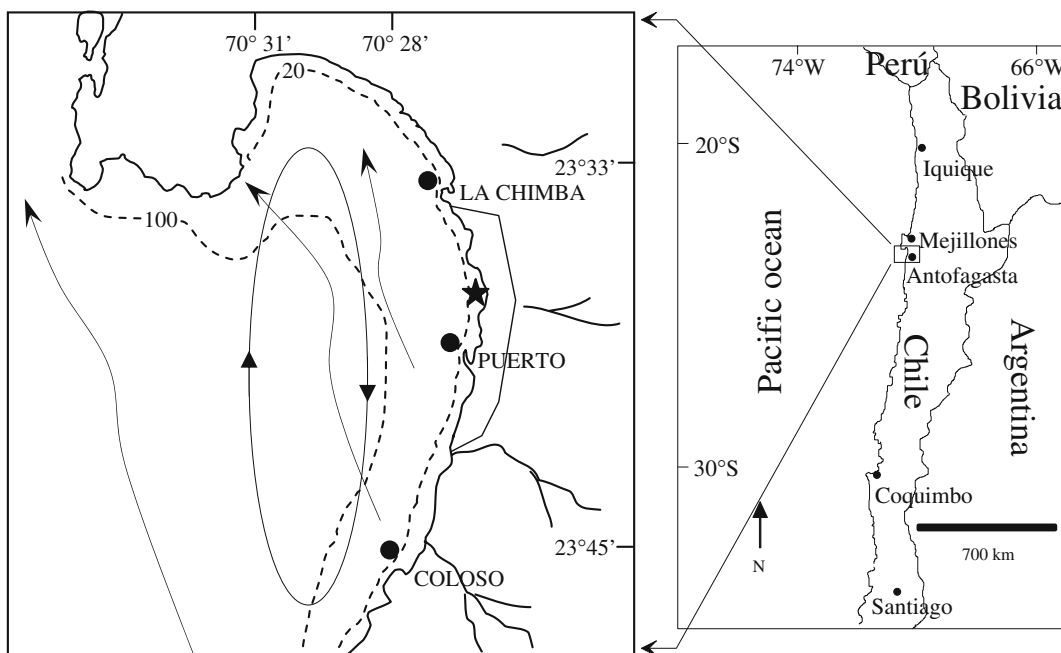 70° 31’ 70° 28’
20
23°33’
LA CHIMBA
100
PUERTO
23°45’
COLOSO
74°W
Perú
66°W
Bolivia
20°S
Iquique
Mejillones
Antofagasta
Pacific ocean
Chile
Argentina
30°S
Coquimbo
N
700 km
Santiago